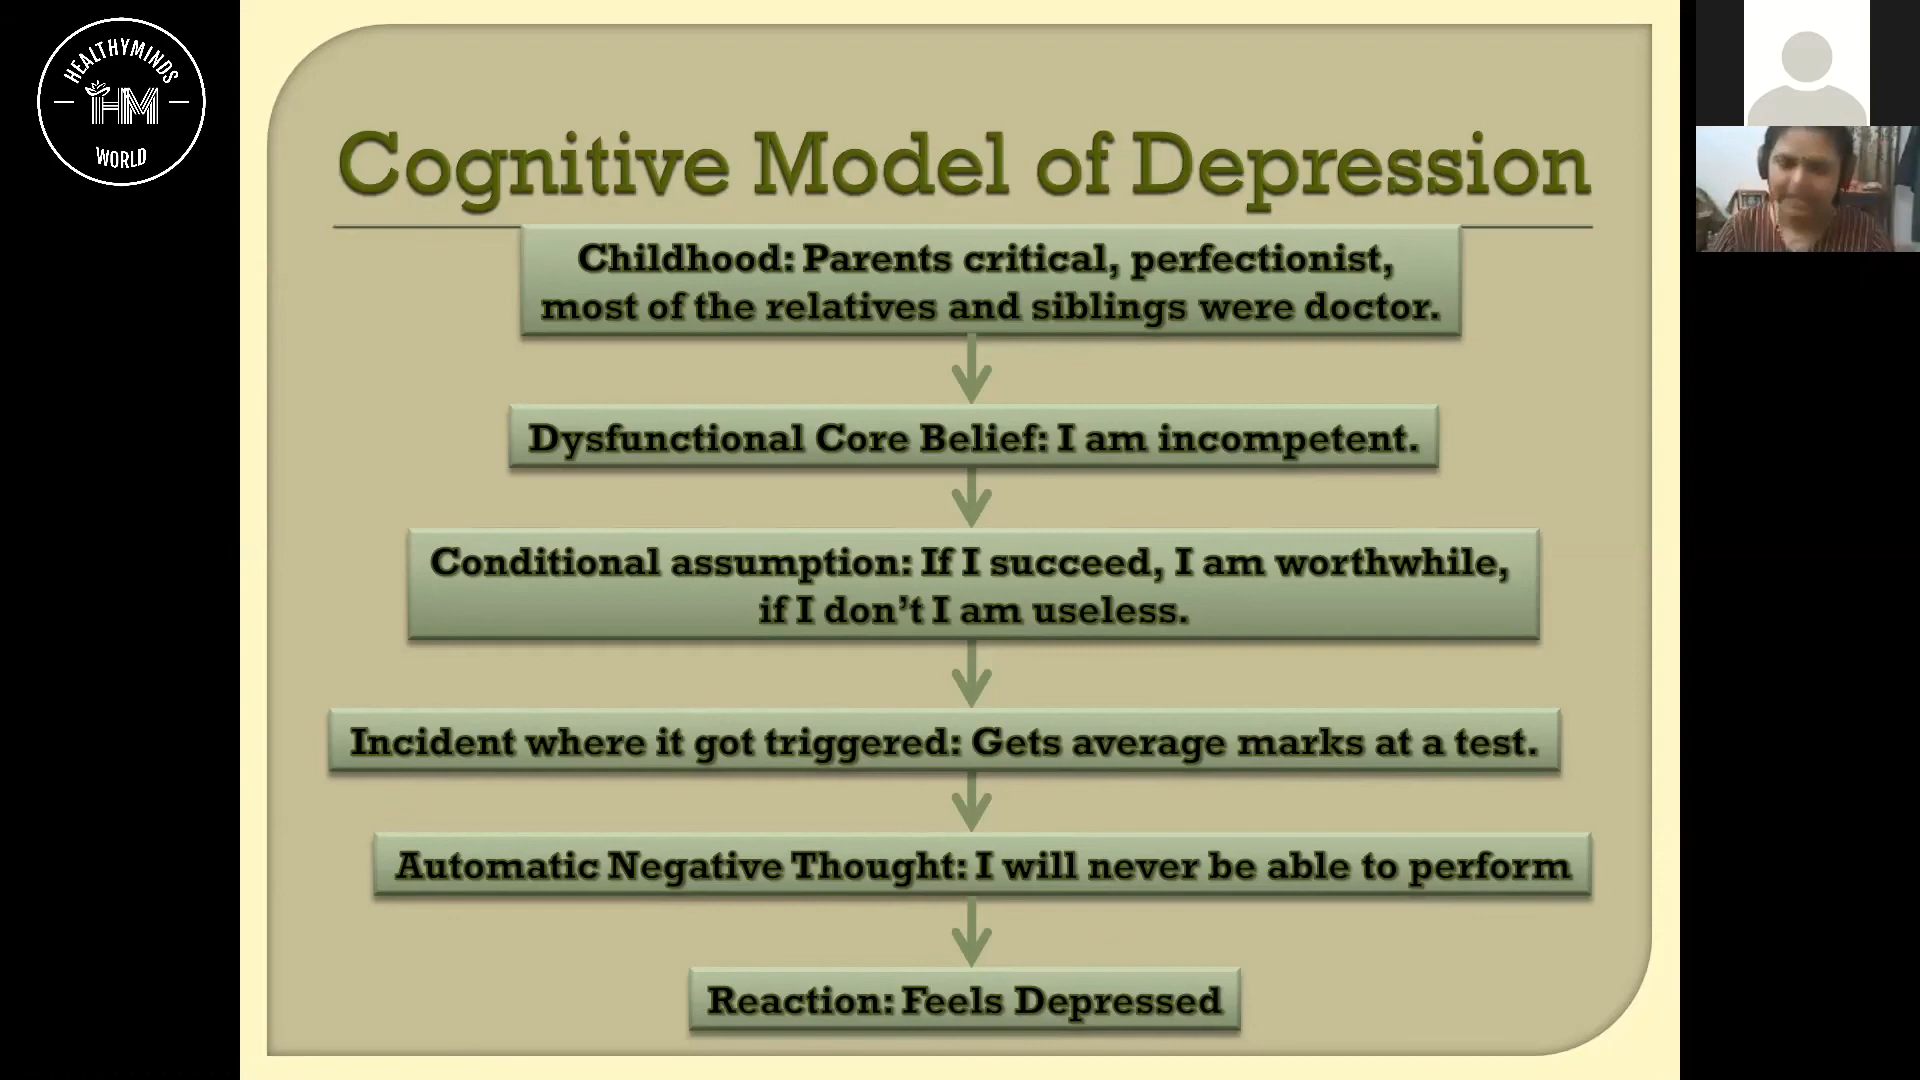 HEALTHYMINDS
HM
WORLD
Cognitive Model of Depression
Childhood: Parents critical, perfectionist,
most of the relatives and siblings were doctor.
Dysfunctional Core Belief: I am incompetent.
Conditional assumption: If I succeed, I am worthwhile,
if I don’t I am useless.
Incident where it got triggered: Gets average marks at a test.
Automatic Negative Thought: I will never be able to perform
Reaction: Feels Depressed